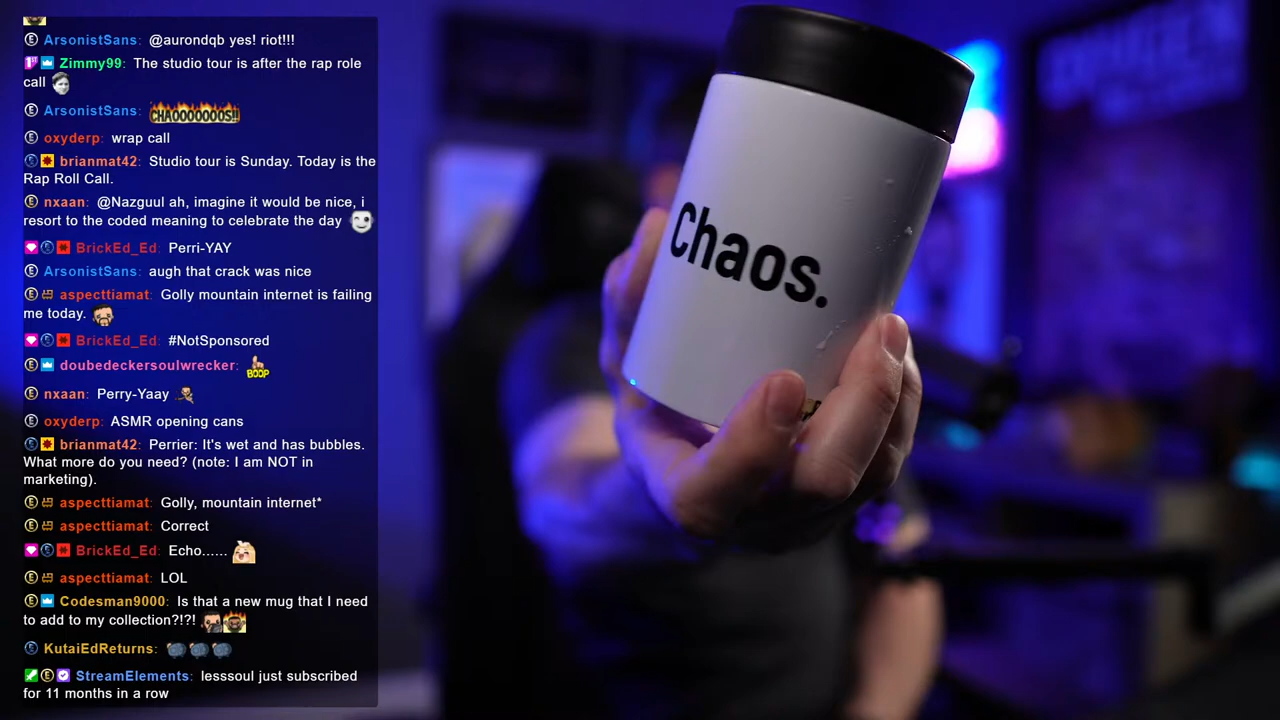 ArsonistSans: @aurondqb yes! riot!!!
Zimmy99: The studio tour is after the rap role
call
ArsonistSans: CHAOOOOOOOS!!
oxyderp: wrap call
brianmat42: Studio tour is Sunday. Today is the
Rap Roll Call.
nxaan: @Nazguul ah, imagine it would be nice, i
resort to the coded meaning to celebrate the day
BrickEd_Ed: Perri-YAY
ArsonistSans: augh that crack was nice
aspecttiamat: Golly mountain internet is failing
me today.
BrickEd_Ed: #NotSponsored
doubedeckersoulwrecker: BOOP
nxaan: Perry-Yaay
oxyderp: ASMR opening cans
brianmat42: Perrier: It's wet and has bubbles.
What more do you need? (note: I am NOT in
marketing).
aspecttiamat: Golly, mountain internet*
aspecttiamat: Correct
BrickEd_Ed: Echo......
aspecttiamat: LOL
Codesman9000: Is that a new mug that I need
to add to my collection?!?!
KutaiEdReturns:
StreamElements: lesssoul just subscribed
for 11 months in a row
Chaos.